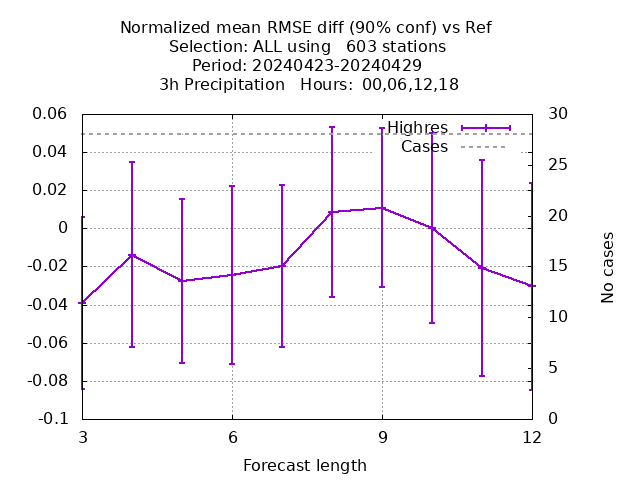 Normalized mean RMSE diff (90% conf) vs Ref
Selection: ALL using   603 stations
Period: 20240423-20240429
3h Precipitation   Hours:  00,06,12,18
0.06
0.04
0.02
0
-0.02
-0.04
-0.06
-0.08
-0.1
Highres
Cases
30
25
20
15
10
5
0
No cases
3
6
9
12
Forecast length